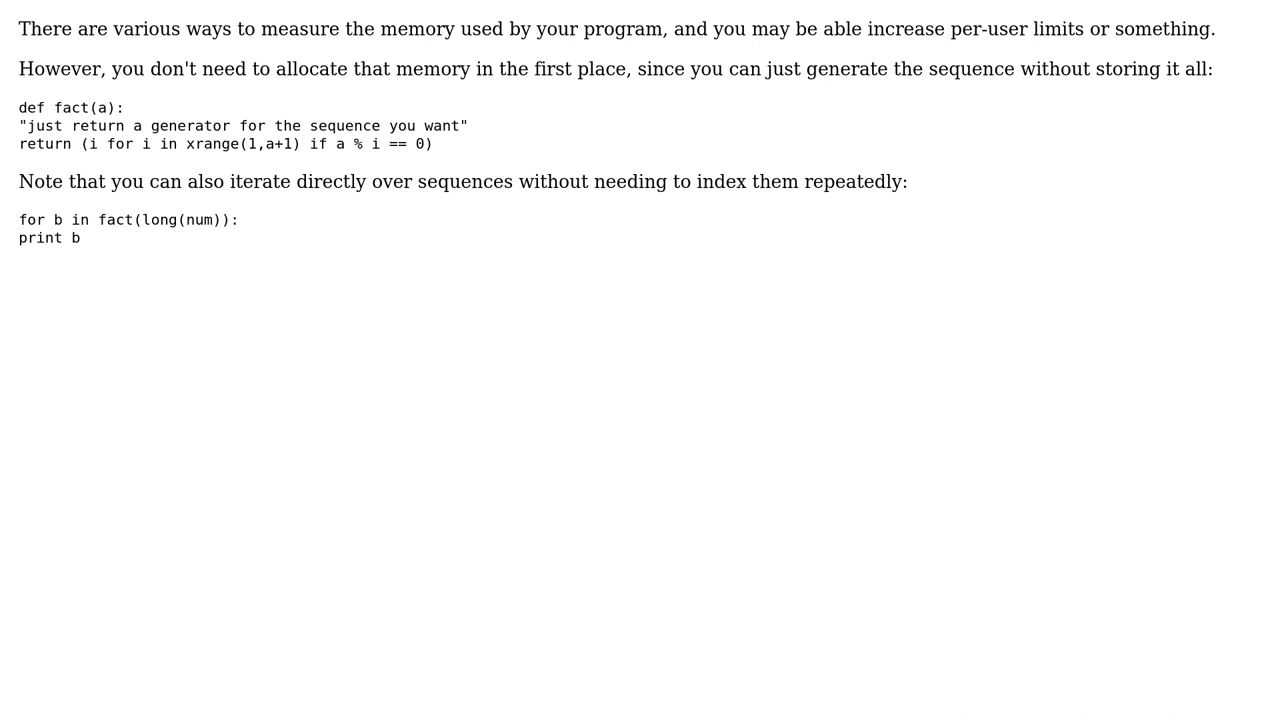 There are various ways to measure the memory used by your program, and you may be able increase per-user limits or something.
However, you don't need to allocate that memory in the first place, since you can just generate the sequence without storing it all:
def fact(a):
"just return a generator for the sequence you want"
return (i for i in xrange(1,a+1) if a % i == 0)
Note that you can also iterate directly over sequences without needing to index them repeatedly:
for b in fact(long(num)):
print b